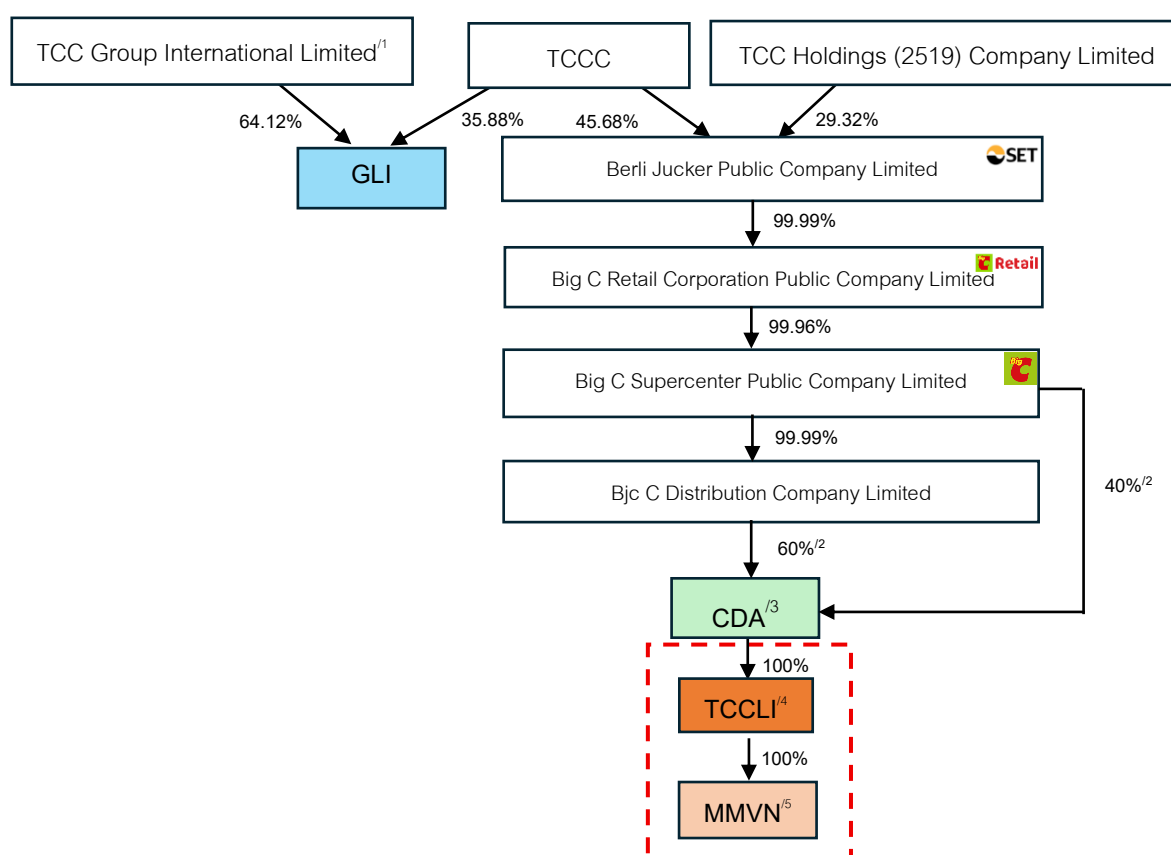 TCC Group International Limited/1
TCCC
TCC Holdings (2519) Company Limited
64.12%
35.88%
45.68%
29.32%
GLI
Berli Jucker Public Company Limited
SET
99.99%
Big C Retail Corporation Public Company Limited
C Retail
99.96%
Big C Supercenter Public Company Limited
Big C
99.99%
Bjc C Distribution Company Limited
40%/2
60%/2
CDA/3
100%
TCCLI/4
100%
MMVN/5